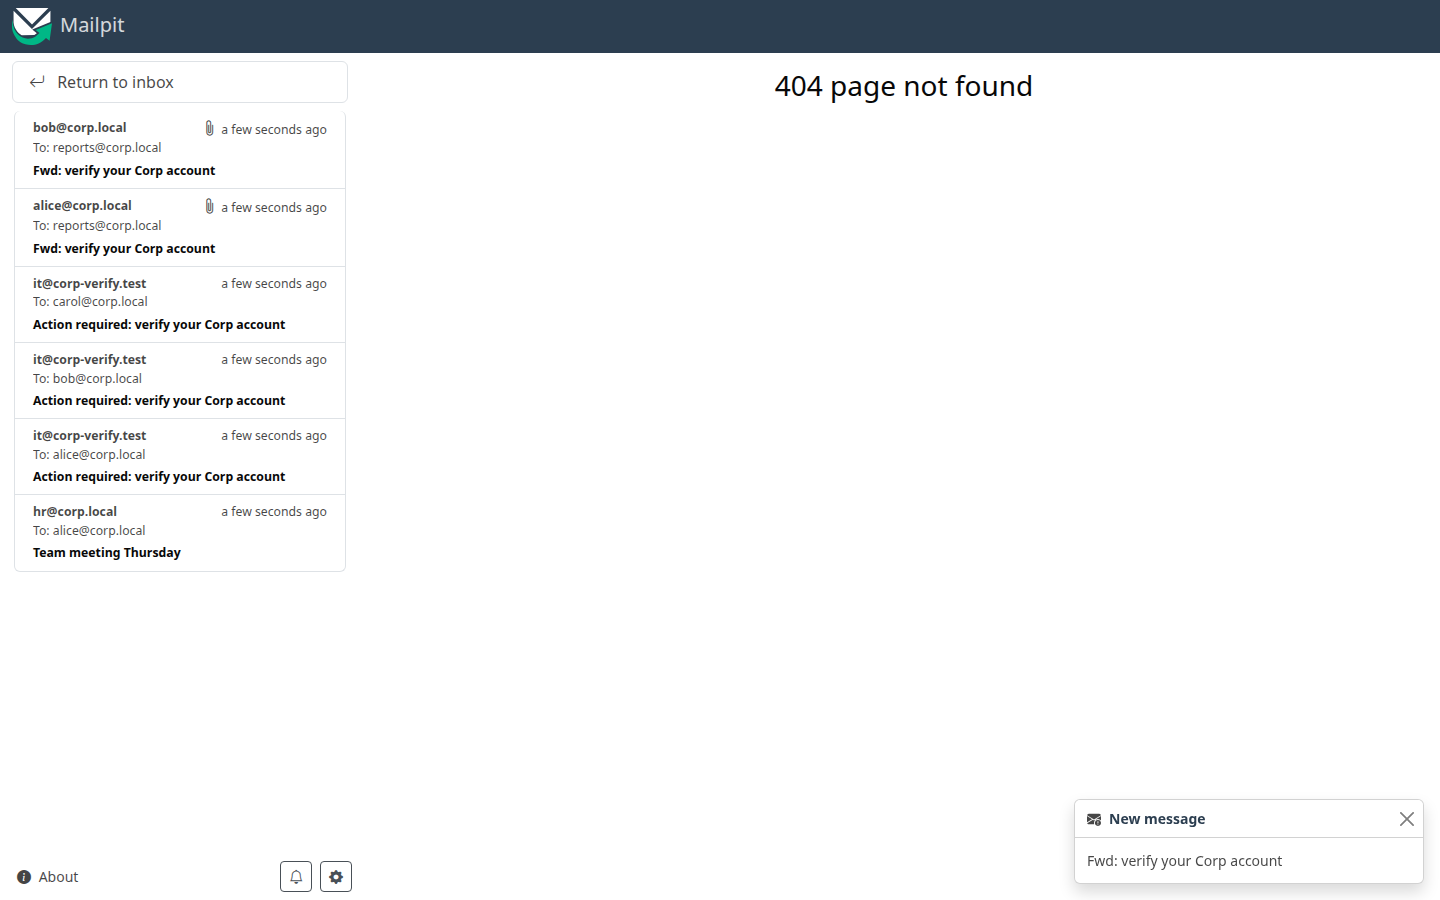 Mailpit
Return to inbox
404 page not found
bob@corp.local a few seconds ago
To: reports@corp.local
Fwd: verify your Corp account
alice@corp.local a few seconds ago
To: reports@corp.local
Fwd: verify your Corp account
it@corp-verify.test a few seconds ago
To: carol@corp.local
Action required: verify your Corp account
it@corp-verify.test a few seconds ago
To: bob@corp.local
Action required: verify your Corp account
it@corp-verify.test a few seconds ago
To: alice@corp.local
Action required: verify your Corp account
hr@corp.local a few seconds ago
To: alice@corp.local
Team meeting Thursday
New message
Fwd: verify your Corp account
About